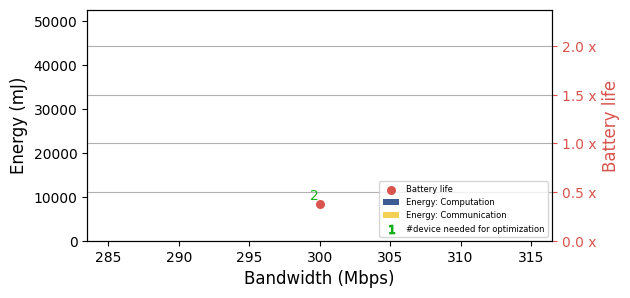 50000
40000
30000
20000
10000
0
Energy (mJ)
2.0 x
1.5 x
1.0 x
0.5 x
0.0 x
Battery life
2
Battery life
Energy: Computation
Energy: Communication
1 #device needed for optimization
285 290 295 300 305 310 315
Bandwidth (Mbps)